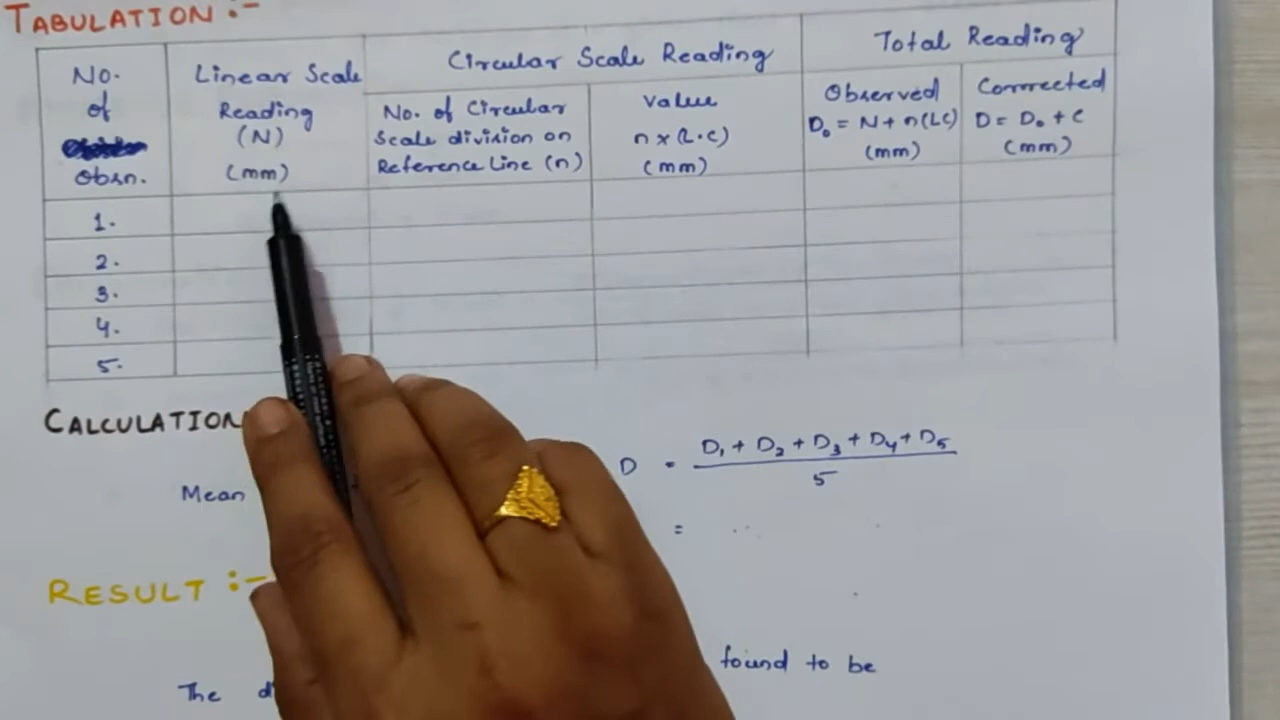 TABULATION :-
No. of Obsn.
Linear Scale Reading (N) (mm)
Circular Scale Reading
No. of Circular Scale division on Reference Line (n)
Value n x (L.C) (mm)
Total Reading
Observed D₀ = N + n(LC) (mm)
Corrected D = D₀ + C (mm)
1.
2.
3.
4.
5.
CALCULATION
Mean D = D₁ + D₂ + D₃ + D₄ + D₅
5
=
RESULT :-
The found to be